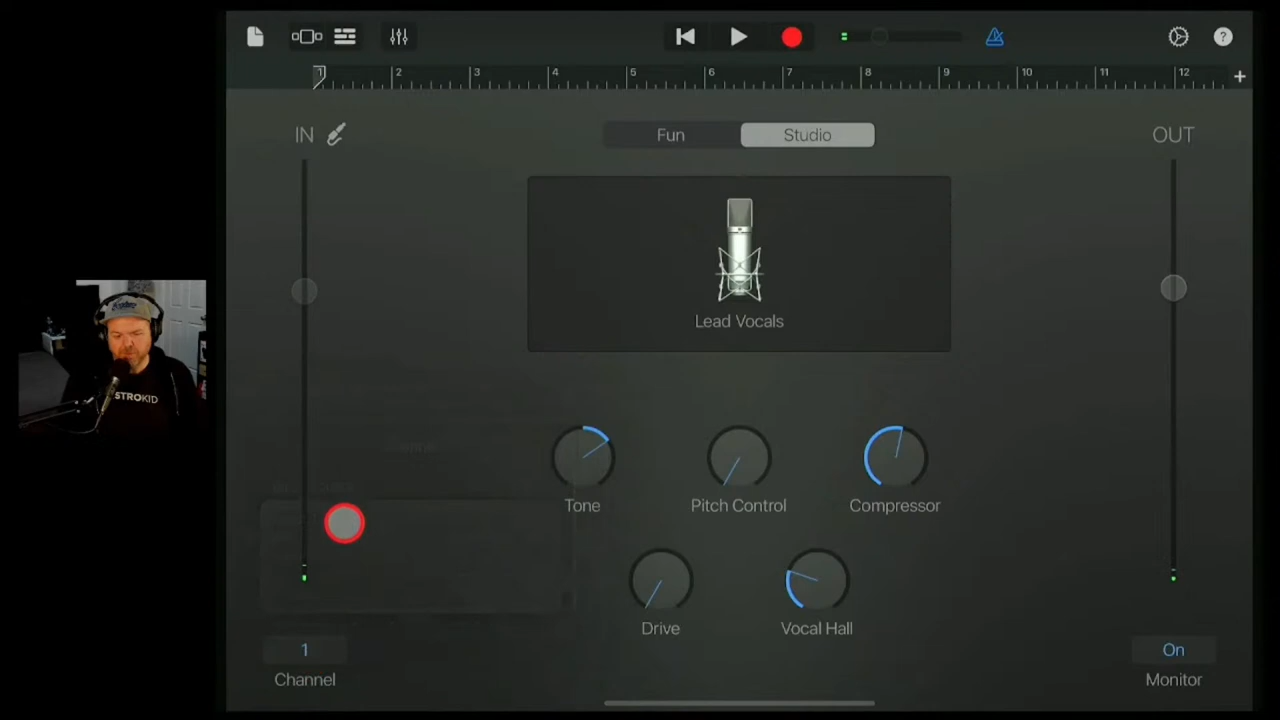 1 2 3 4 5 6 7 8 9 10 11 12 +
?
IN
Fun Studio
OUT
Lead Vocals
STROKID
Tone Pitch Control Compressor
Drive Vocal Hall
1
Channel
On
Monitor